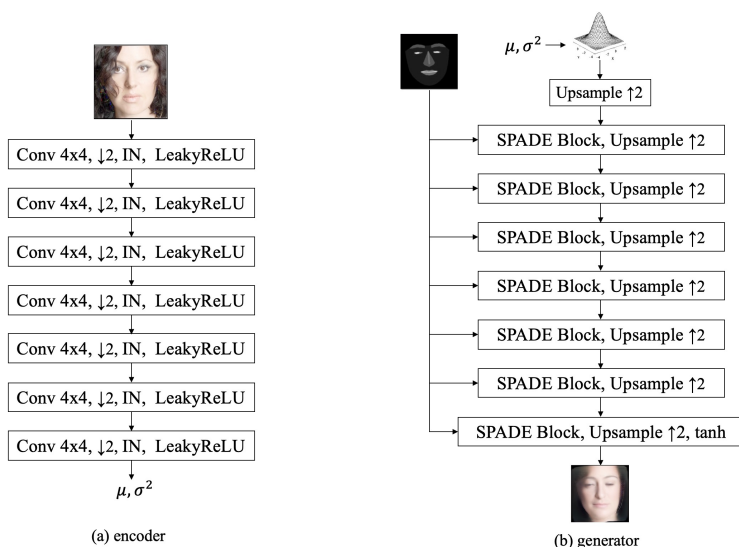 Conv 4x4, ↓2, IN, LeakyReLU
Conv 4x4, ↓2, IN, LeakyReLU
Conv 4x4, ↓2, IN, LeakyReLU
Conv 4x4, ↓2, IN, LeakyReLU
Conv 4x4, ↓2, IN, LeakyReLU
Conv 4x4, ↓2, IN, LeakyReLU
Conv 4x4, ↓2, IN, LeakyReLU
μ, σ²
(a) encoder
μ, σ²
Upsample ↑2
SPADE Block, Upsample ↑2
SPADE Block, Upsample ↑2
SPADE Block, Upsample ↑2
SPADE Block, Upsample ↑2
SPADE Block, Upsample ↑2
SPADE Block, Upsample ↑2
SPADE Block, Upsample ↑2, tanh
(b) generator